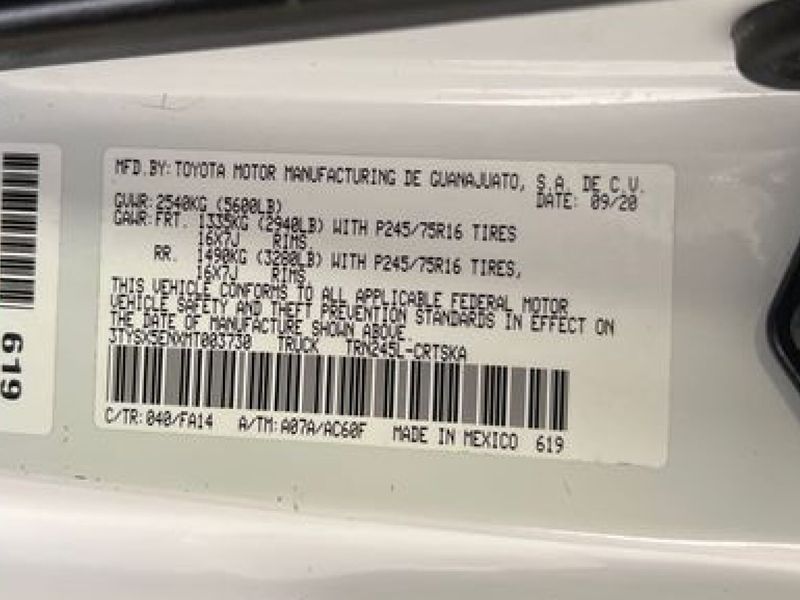 MFD.BY:TOYOTA MOTOR MANUFACTURING DE GUANAJUATO, S.A. DE C.V.
GVWR:2540KG (5600LB) DATE: 09/20
GAWR:FRT. 1335KG (2940LB) WITH P245/75R16 TIRES
16X7J RIMS,
RR. 1490KG (3280LB) WITH P245/75R16 TIRES,
16X7J RIMS,
THIS VEHICLE CONFORMS TO ALL APPLICABLE FEDERAL MOTOR
VEHICLE SAFETY AND THEFT PREVENTION STANDARDS IN EFFECT ON
THE DATE OF MANUFACTURE SHOWN ABOVE.
3TYSX5ENXMT003730 TRUCK TRN245L-CRTSKA
C/TR:040/FA14 A/TM:A07A/AC60F MADE IN MEXICO 619
619